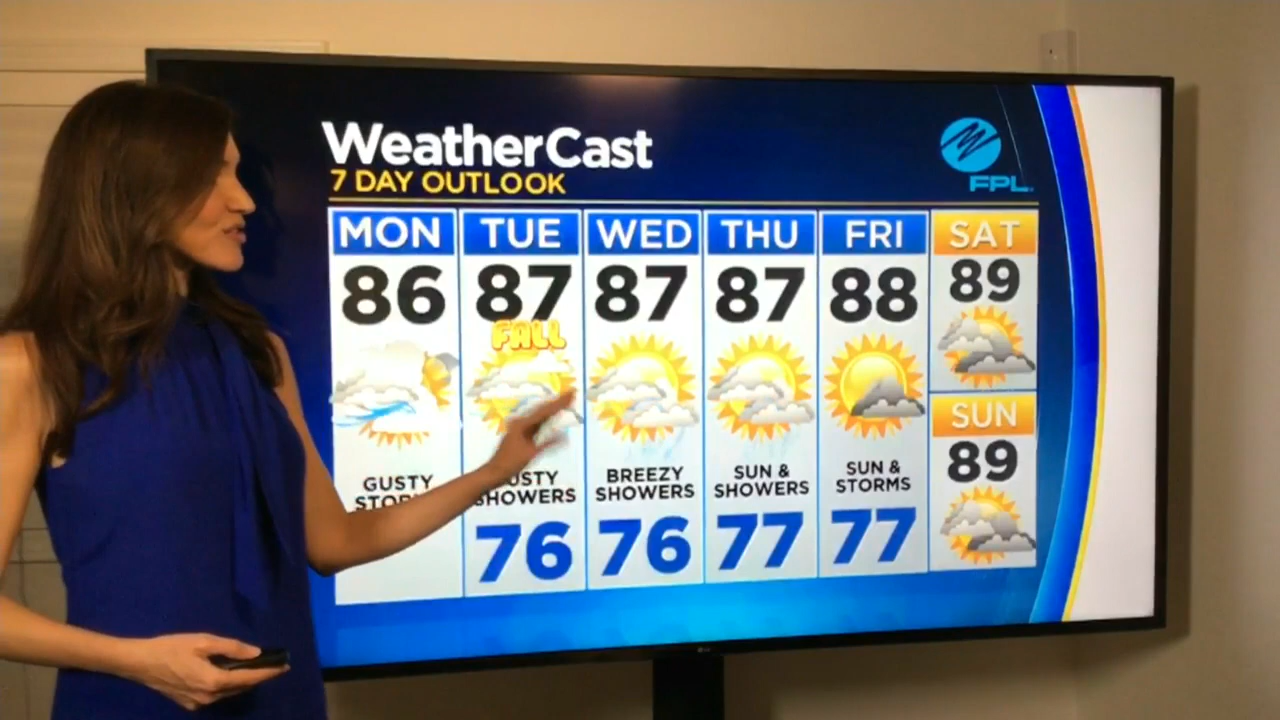 WeatherCast
7 DAY OUTLOOK
FPL
MON
86
GUSTY
TUE
87
FALL
SHOWERS
76
WED
87
BREEZY
SHOWERS
76
THU
87
SUN &
SHOWERS
77
FRI
88
SUN &
STORMS
77
SAT
89
SUN
89